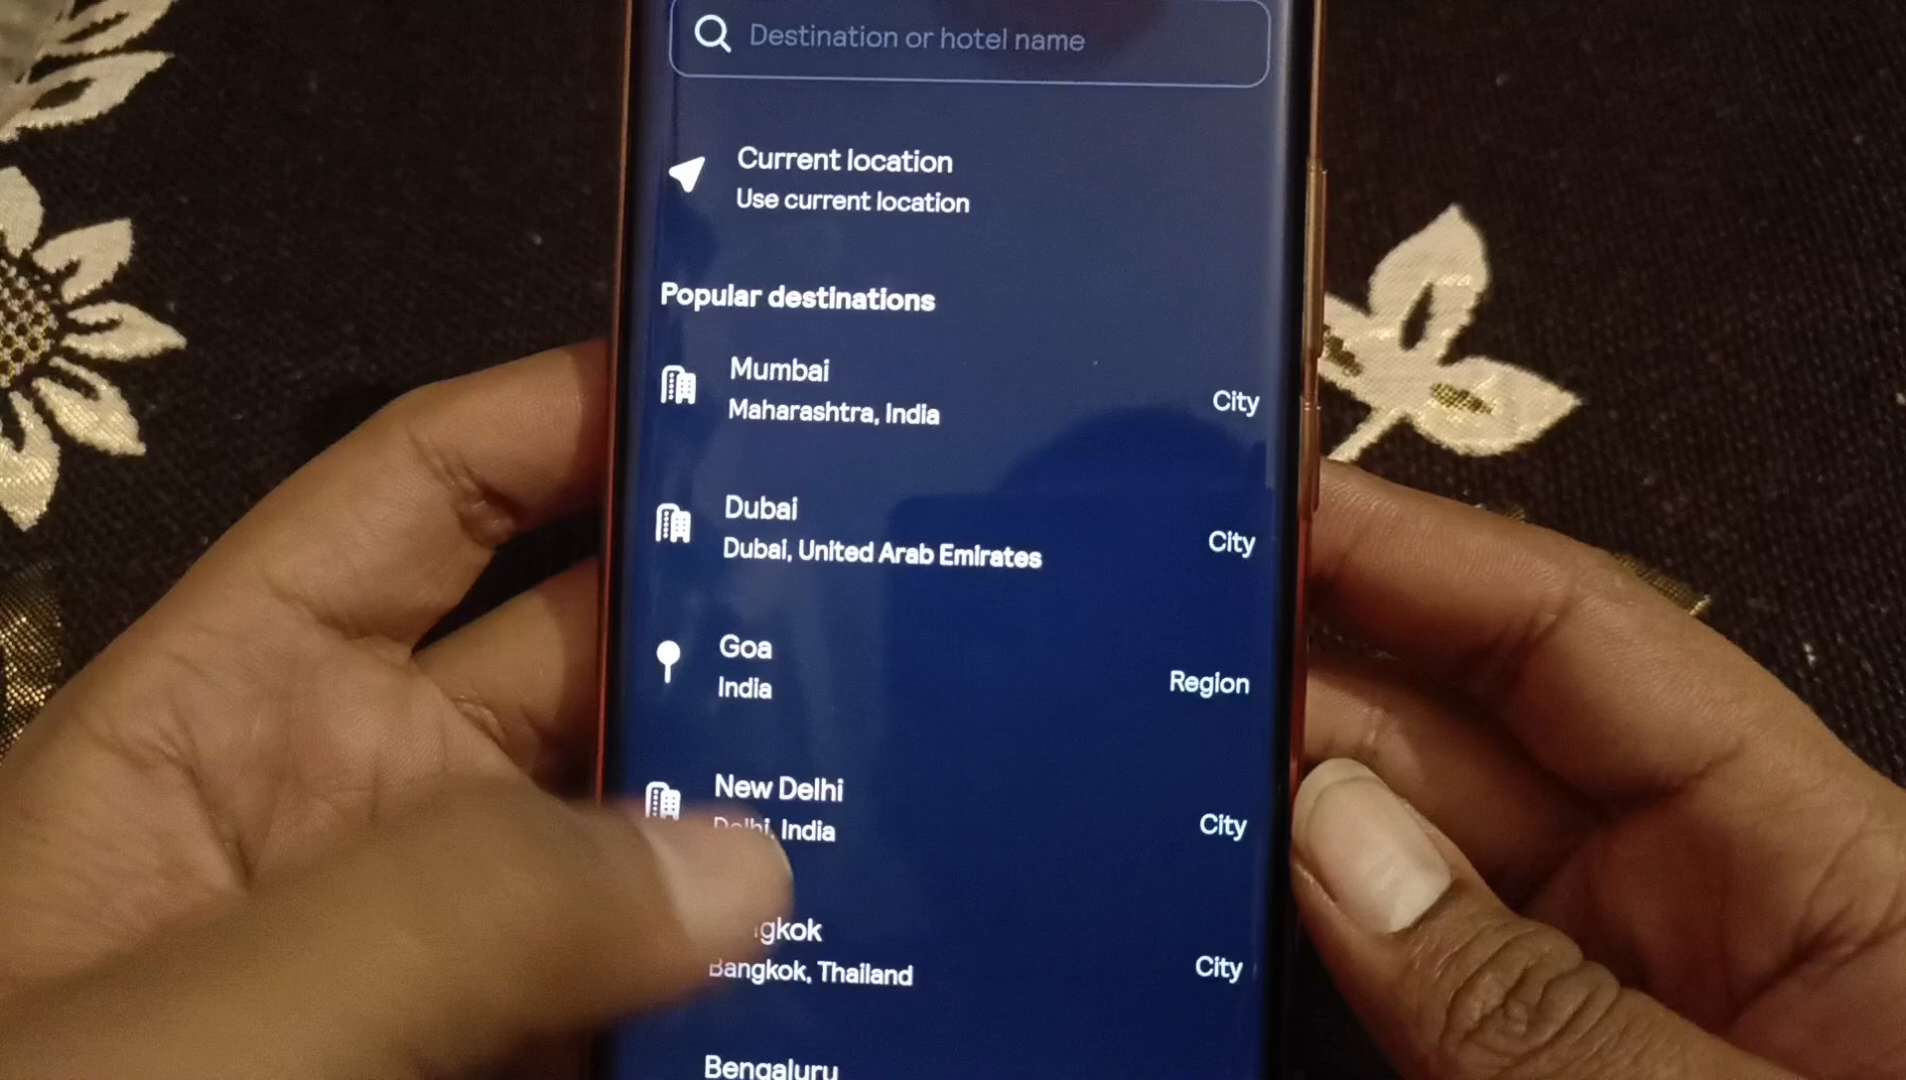 Destination or hotel name
Current location
Use current location
Popular destinations
Mumbai
Maharashtra, India
City
Dubai
Dubai, United Arab Emirates
City
Goa
India
Region
New Delhi
Delhi, India
City
gkok
Bangkok, Thailand
City
Bengaluru